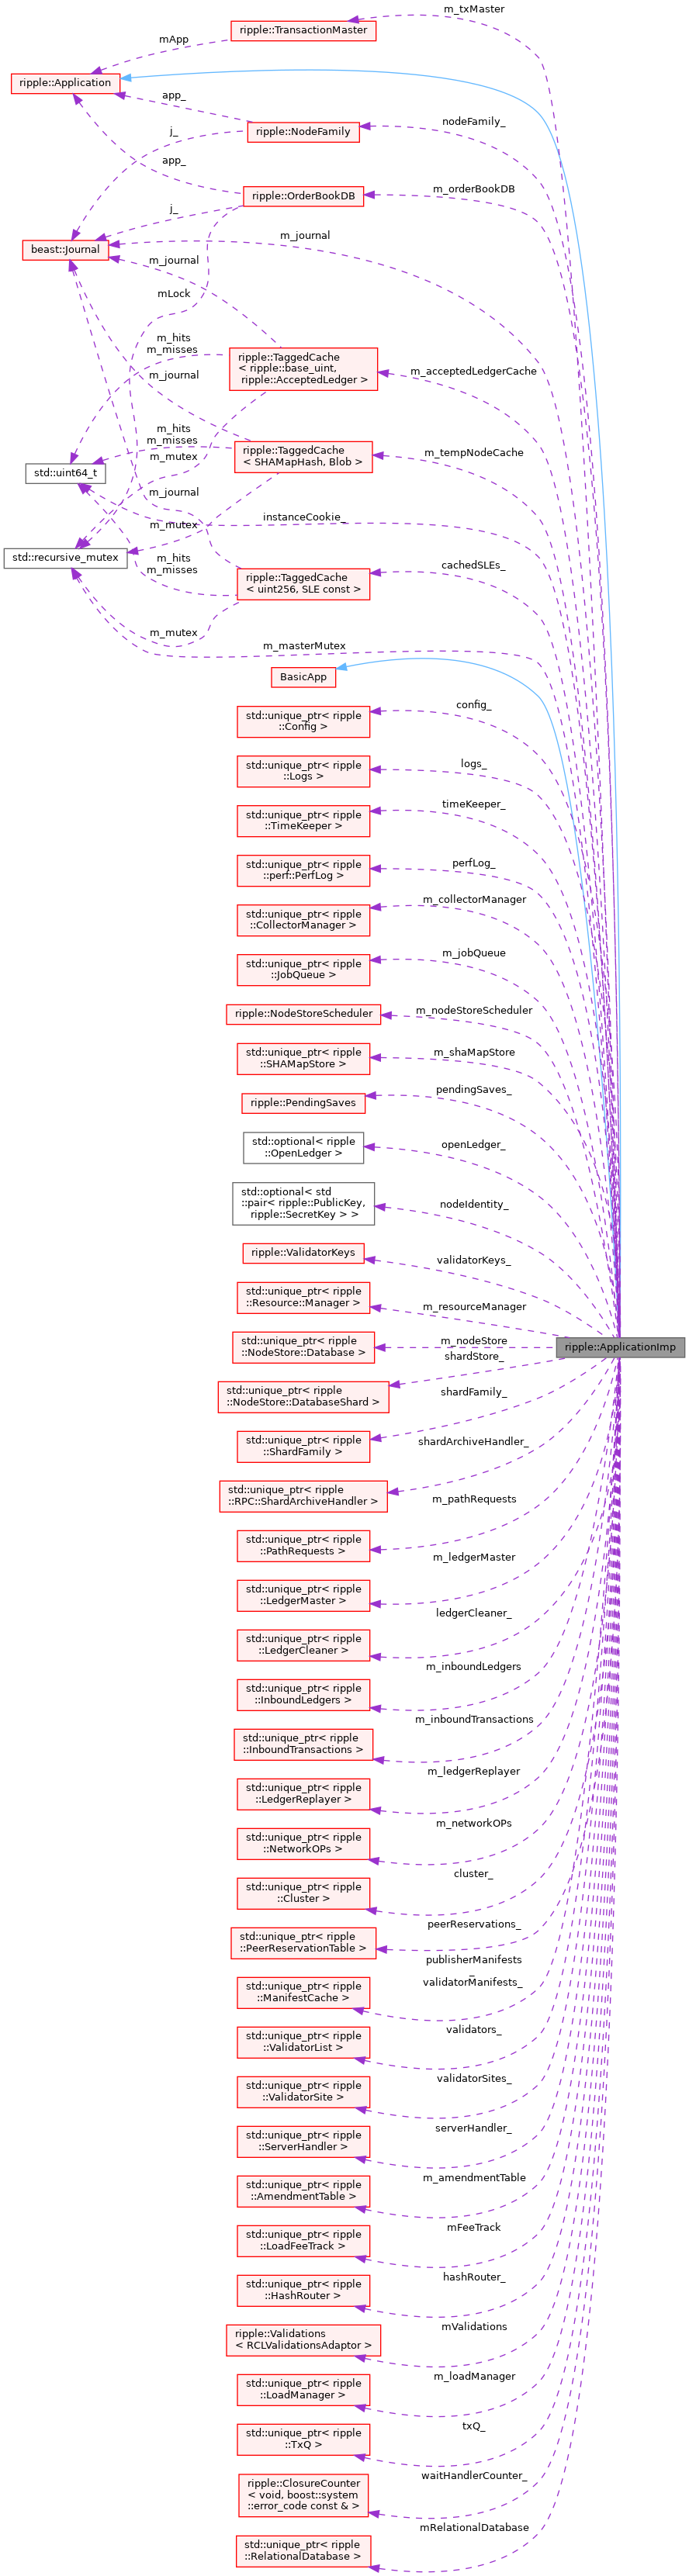 m_txMaster
ripple::TransactionMaster
mApp
ripple::Application
app_
nodeFamily_
ripple::NodeFamily
j_
app_
m_orderBookDB
ripple::OrderBookDB
j_
m_journal
beast::Journal
m_journal
mLock
m_hits
m_misses
ripple::TaggedCache
< ripple::base_uint,
ripple::AcceptedLedger >
m_acceptedLedgerCache
m_journal
m_hits
m_misses
ripple::TaggedCache
< SHAMapHash, Blob >
m_tempNodeCache
m_mutex
std::uint64_t
m_journal
instanceCookie_
m_mutex
std::recursive_mutex
m_hits
m_misses
cachedSLEs_
ripple::TaggedCache
< uint256, SLE const >
m_mutex
m_masterMutex
BasicApp
config_
std::unique_ptr< ripple
::Config >
logs_
std::unique_ptr< ripple
::Logs >
timeKeeper_
std::unique_ptr< ripple
::TimeKeeper >
perfLog_
std::unique_ptr< ripple
::perf::PerfLog >
m_collectorManager
std::unique_ptr< ripple
::CollectorManager >
m_jobQueue
std::unique_ptr< ripple
::JobQueue >
m_nodeStoreScheduler
ripple::NodeStoreScheduler
m_shaMapStore
std::unique_ptr< ripple
::SHAMapStore >
pendingSaves_
ripple::PendingSaves
openLedger_
std::optional< ripple
::OpenLedger >
nodeIdentity_
std::optional< std
::pair< ripple::PublicKey,
ripple::SecretKey > >
validatorKeys_
ripple::ValidatorKeys
std::unique_ptr< ripple
::Resource::Manager >
m_resourceManager
m_nodeStore
std::unique_ptr< ripple
::NodeStore::Database >
ripple::ApplicationImp
shardStore_
std::unique_ptr< ripple
::NodeStore::DatabaseShard >
shardFamily_
std::unique_ptr< ripple
::ShardFamily >
shardArchiveHandler_
std::unique_ptr< ripple
::RPC::ShardArchiveHandler >
m_pathRequests
std::unique_ptr< ripple
::PathRequests >
m_ledgerMaster
std::unique_ptr< ripple
::LedgerMaster >
ledgerCleaner_
std::unique_ptr< ripple
::LedgerCleaner >
m_inboundLedgers
std::unique_ptr< ripple
::InboundLedgers >
m_inboundTransactions
std::unique_ptr< ripple
::InboundTransactions >
m_ledgerReplayer
std::unique_ptr< ripple
::LedgerReplayer >
m_networkOPs
std::unique_ptr< ripple
::NetworkOPs >
cluster_
std::unique_ptr< ripple
::Cluster >
peerReservations_
std::unique_ptr< ripple
::PeerReservationTable >
publisherManifests
_
validatorManifests_
std::unique_ptr< ripple
::ManifestCache >
validators_
std::unique_ptr< ripple
::ValidatorList >
validatorSites_
std::unique_ptr< ripple
::ValidatorSite >
serverHandler_
std::unique_ptr< ripple
::ServerHandler >
m_amendmentTable
std::unique_ptr< ripple
::AmendmentTable >
mFeeTrack
std::unique_ptr< ripple
::LoadFeeTrack >
hashRouter_
std::unique_ptr< ripple
::HashRouter >
mValidations
ripple::Validations
< RCLValidationsAdaptor >
m_loadManager
std::unique_ptr< ripple
::LoadManager >
txQ_
std::unique_ptr< ripple
::TxQ >
waitHandlerCounter_
ripple::ClosureCounter
< void, boost::system
::error_code const & >
mRelationalDatabase
std::unique_ptr< ripple
::RelationalDatabase >